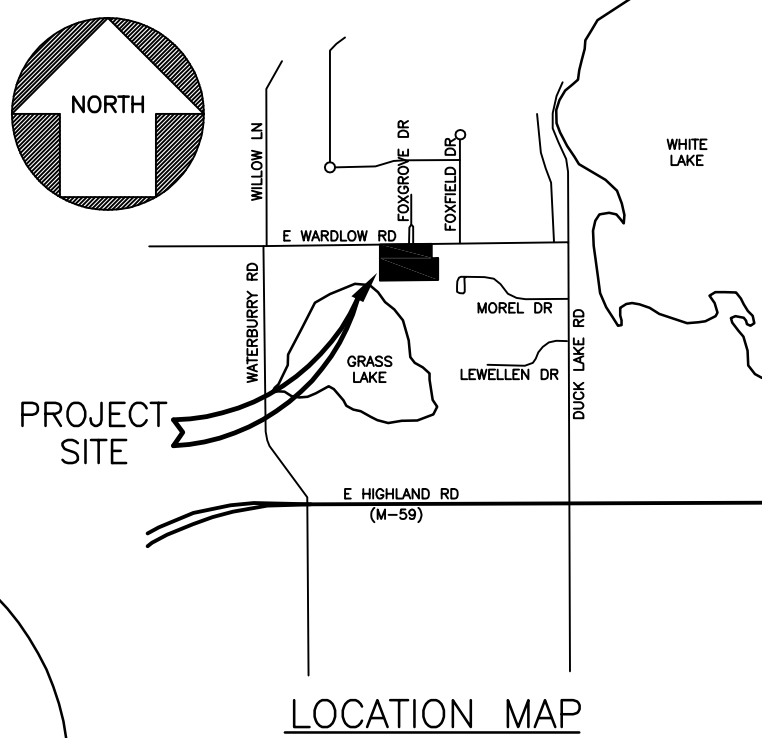 NORTH
WILLOW LN
FOXGROVE DR
FOXFIELD DR
WHITE
LAKE
E WARDLOW RD
WATERBURRY RD
MOREL DR
GRASS
LAKE
LEWELLEN DR
DUCK LAKE RD
PROJECT
SITE
E HIGHLAND RD
(M-59)
LOCATION MAP